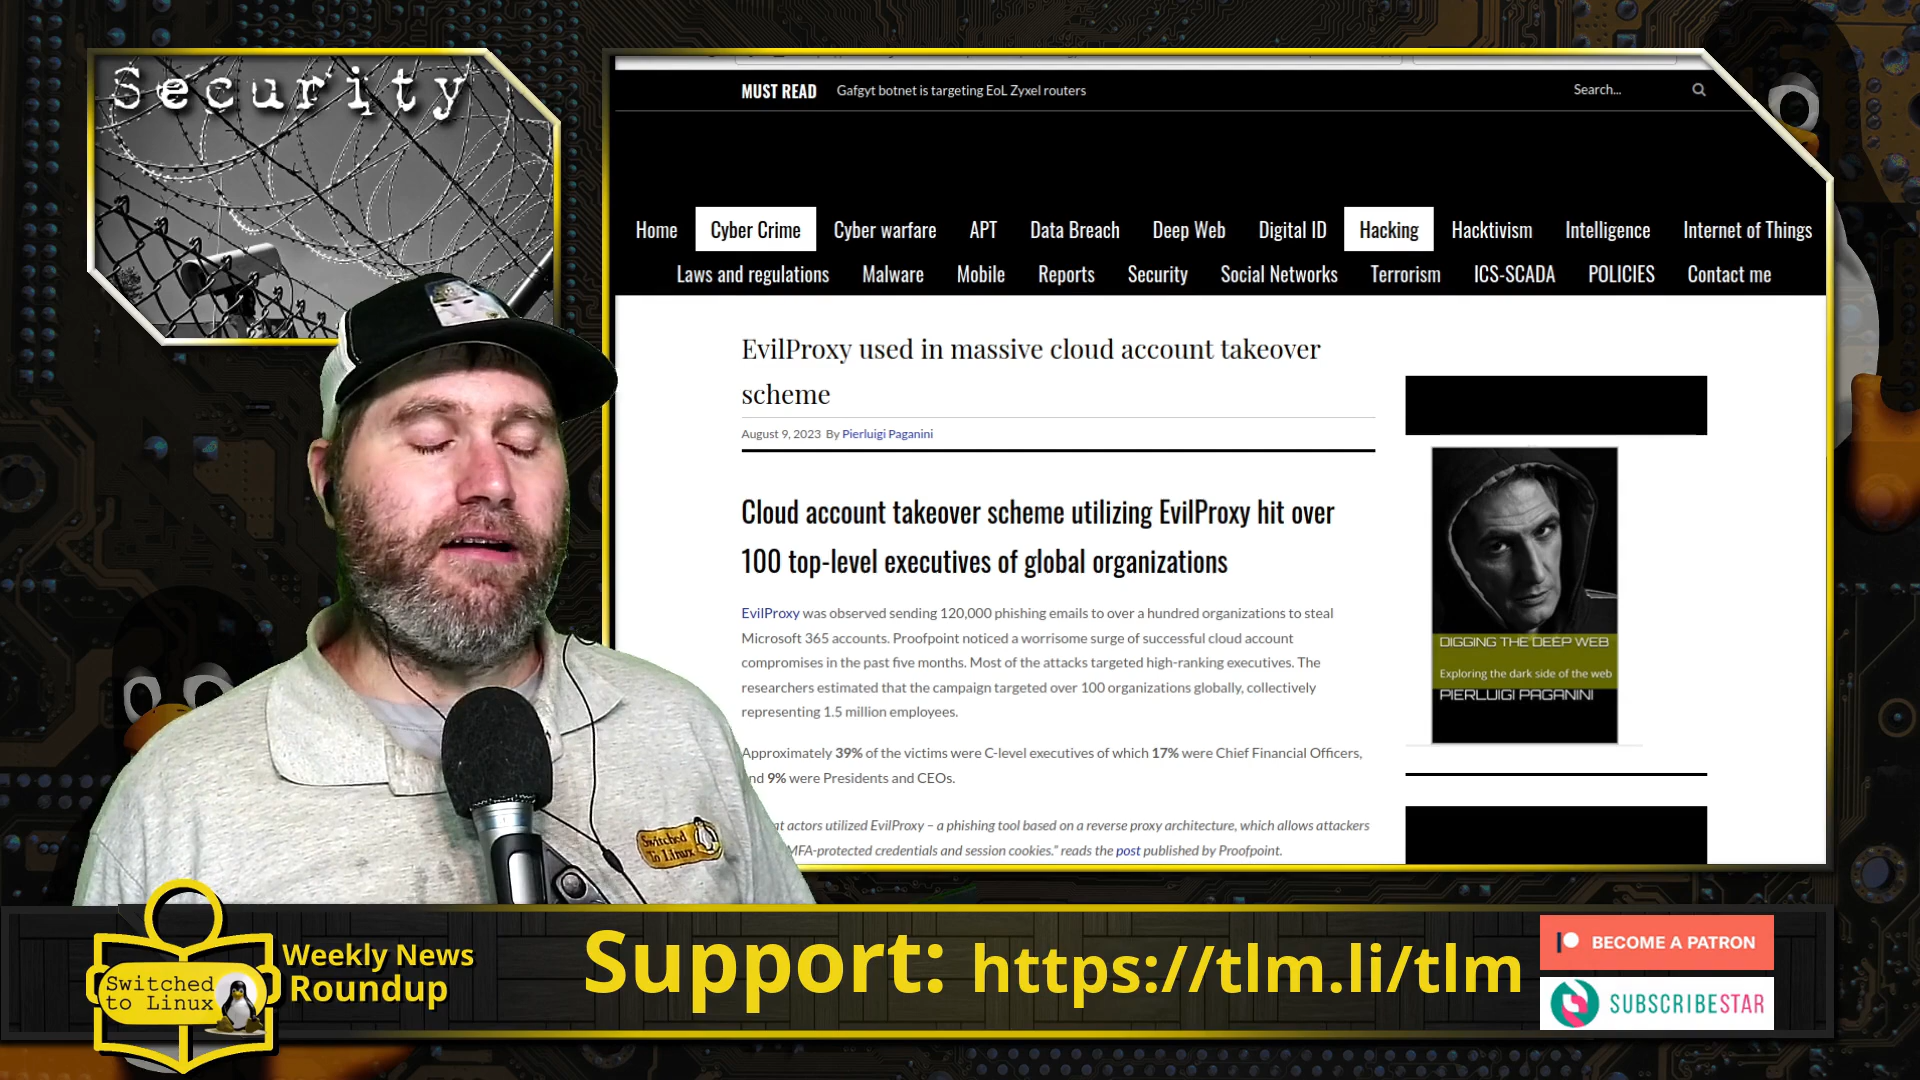 Security
MUST READ Gafgyt botnet is targeting EoL Zyxel routers
Search...
Home Cyber Crime Cyber warfare APT Data Breach Deep Web Digital ID Hacking Hacktivism Intelligence Internet of Things
Laws and regulations Malware Mobile Reports Security Social Networks Terrorism ICS-SCADA POLICIES Contact me
EvilProxy used in massive cloud account takeover
scheme
August 9, 2023 By Pierluigi Paganini
Cloud account takeover scheme utilizing EvilProxy hit over
100 top-level executives of global organizations
EvilProxy was observed sending 120,000 phishing emails to over a hundred organizations to steal
Microsoft 365 accounts. Proofpoint noticed a worrisome surge of successful cloud account
compromises in the past five months. Most of the attacks targeted high-ranking executives. The
researchers estimated that the campaign targeted over 100 organizations globally, collectively
representing 1.5 million employees.
Approximately 39% of the victims were C-level executives of which 17% were Chief Financial Officers,
9% were Presidents and CEOs.
actors utilized EvilProxy – a phishing tool based on a reverse proxy architecture, which allows attackers
MFA-protected credentials and session cookies.” reads the post published by Proofpoint.
DIGGING THE DEEP WEB
Exploring the dark side of the web
PIERLUIGI PAGANINI
Switched
To Linux
Switched
to Linux
Weekly News
Roundup
Support: https://tlm.li/tlm
BECOME A PATRON
SUBSCRIBESTAR